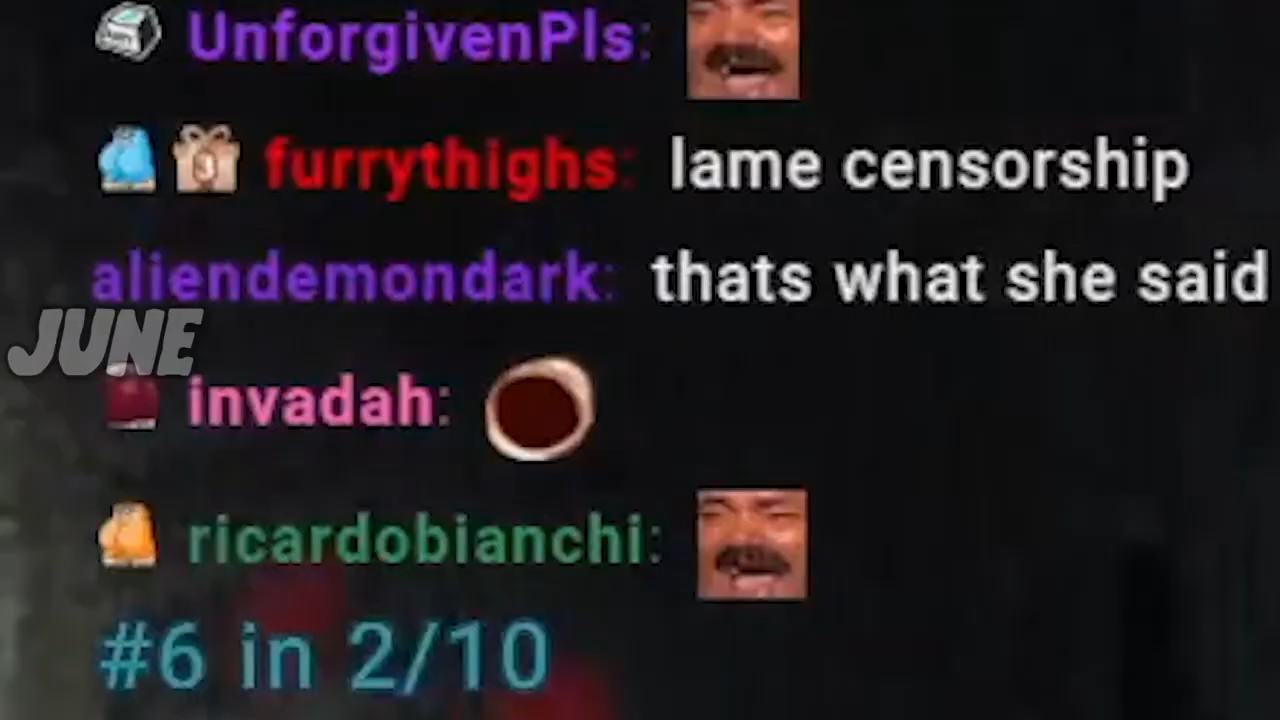 UnforgivenPls:
furrythighs: lame censorship
aliendemondark: thats what she said
JUNE
invadah:
ricardobianchi:
#6 in 2/10